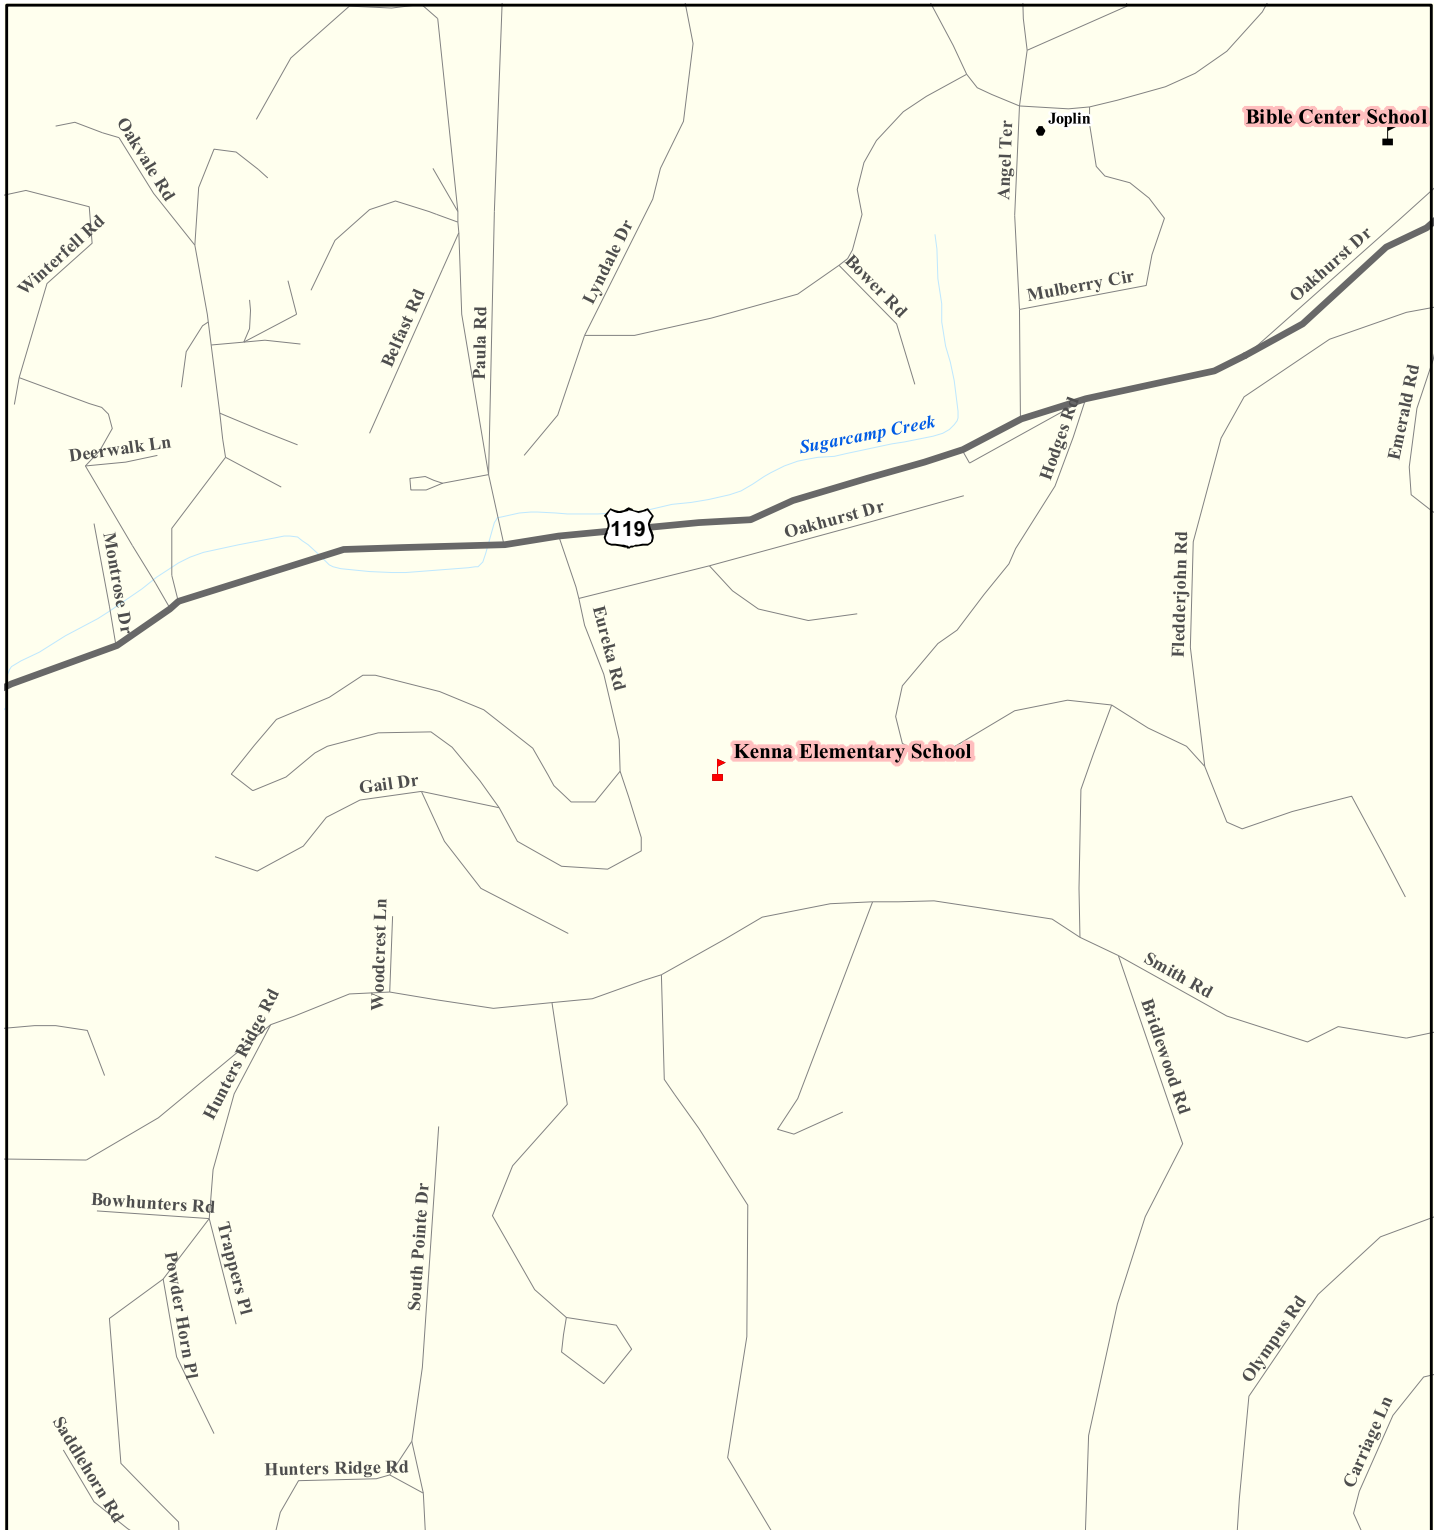 Bible Center School
Joplin
Oakvale Rd
Angel Ter
Winterfell Rd
Lyndale Dr
Oakhurst Dr
Bower Rd
Mulberry Cir
Belfast Rd
Paula Rd
Emerald Rd
Sugarcamp Creek
Hodges Rd
Deerwalk Ln
Oakhurst Dr
119
Montrose Dr
Fledderjohn Rd
Eureka Rd
Kenna Elementary School
Gail Dr
Woodcrest Ln
Smith Rd
Hunters Ridge Rd
Bridlewood Rd
Bowhunters Rd
South Pointe Dr
Trappers Pl
Powder Horn Pl
Olympus Rd
Carriage Ln
Saddlehorn Rd
Hunters Ridge Rd